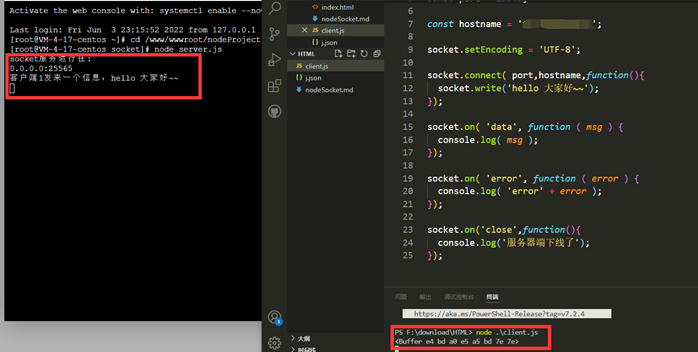 Activate the web console with: systemctl enable --now
Last login: Fri Jun 3 23:15:52 2022 from 127.0.0.1
[root@VM-4-17-centos ~]# cd /www/wwwroot/nodeProject
[root@VM-4-17-centos socket]# node server.js
socket服务运行在:
0.0.0.0:25565
客户端1发来一个信息, hello 大家好~~
index.html
nodeSocket.md
client.js
j.json
HTML
client.js
j.json
nodeSocket.md
大纲
时间线
6
7 const hostname = '';
8
9 socket.setEncoding = 'UTF-8';
10
11 socket.connect( port,hostname,function(){
12 socket.write('hello 大家好~~');
13 });
14
15 socket.on( 'data', function ( msg ) {
16 console.log( msg );
17 });
18
19 socket.on( 'error', function ( error ) {
20 console.log( 'error' + error );
21 });
22
23 socket.on('close',function(){
24 console.log('服务器端下线了');
25 });
问题 输出 调试控制台 终端
https://aka.ms/PowerShell-Release?tag=v7.2.4
PS F:\download\HTML> node .\client.js
<Buffer e4 bd a0 e5 a5 bd 7e 7e>